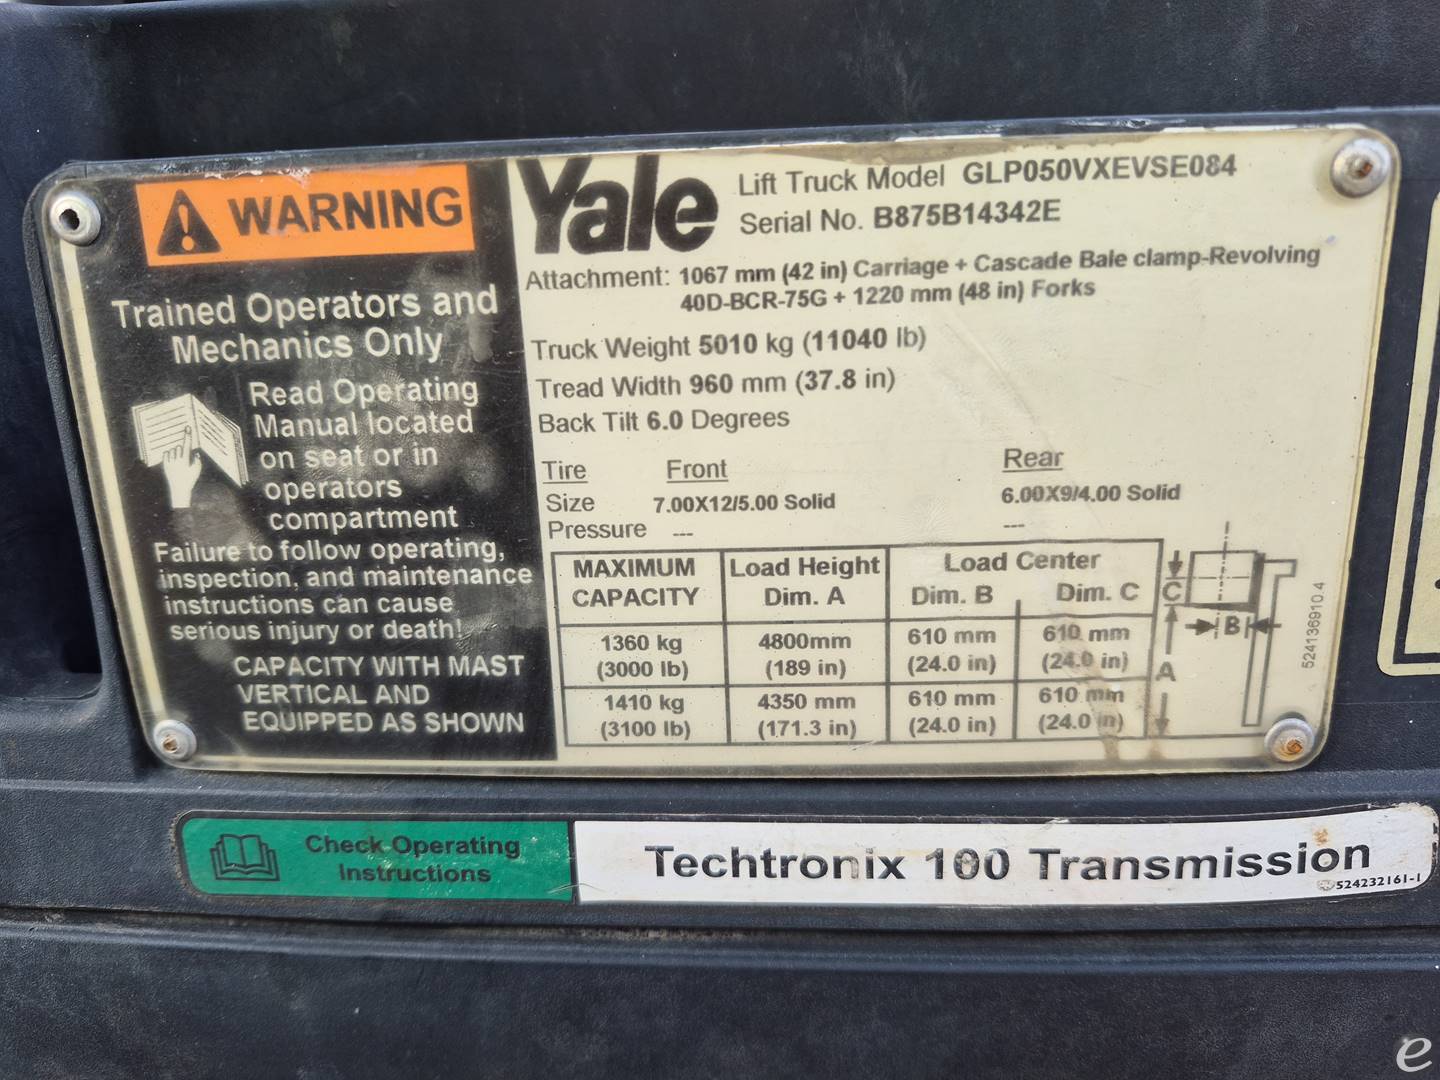 WARNING
Trained Operators and
Mechanics Only
Read Operating
Manual located
on seat or in
operators
compartment
Failure to follow operating,
inspection, and maintenance
instructions can cause
serious injury or death!
CAPACITY WITH MAST
VERTICAL AND
EQUIPPED AS SHOWN
Yale
Lift Truck Model GLP050VXEVSE084
Serial No. B875B14342E
Attachment: 1067 mm (42 in) Carriage + Cascade Bale clamp-Revolving
40D-BCR-75G + 1220 mm (48 in) Forks
Truck Weight 5010 kg (11040 lb)
Tread Width 960 mm (37.8 in)
Back Tilt 6.0 Degrees
Tire Front Rear
Size 7.00X12/5.00 Solid 6.00X9/4.00 Solid
Pressure --- ---
MAXIMUM Load Height Load Center
CAPACITY Dim. A Dim. B Dim. C
1360 kg 4800mm 610 mm 610 mm
(3000 lb) (189 in) (24.0 in) (24.0 in)
1410 kg 4350 mm 610 mm 610 mm
(3100 lb) (171.3 in) (24.0 in) (24.0 in)
C
B
A
524136910.4
Check Operating
Instructions
Techtronix 100 Transmission
524232161-1
e